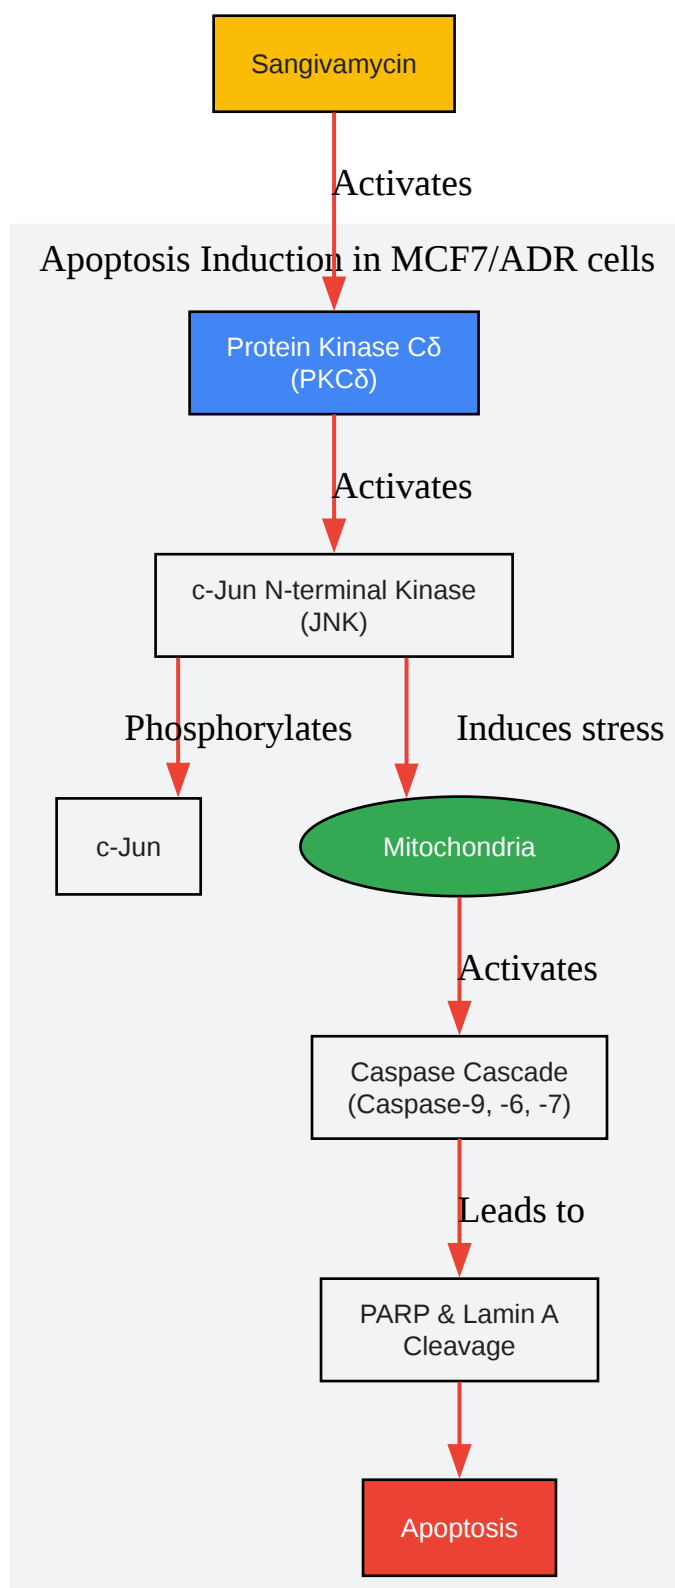 Sangivamycin
Activates
Apoptosis Induction in MCF7/ADR cells
Protein Kinase Cδ
(PKCδ)
Activates
c-Jun N-terminal Kinase
(JNK)
Phosphorylates
Induces stress
c-Jun
Mitochondria
Activates
Caspase Cascade
(Caspase-9, -6, -7)
Leads to
PARP & Lamin A
Cleavage
Apoptosis